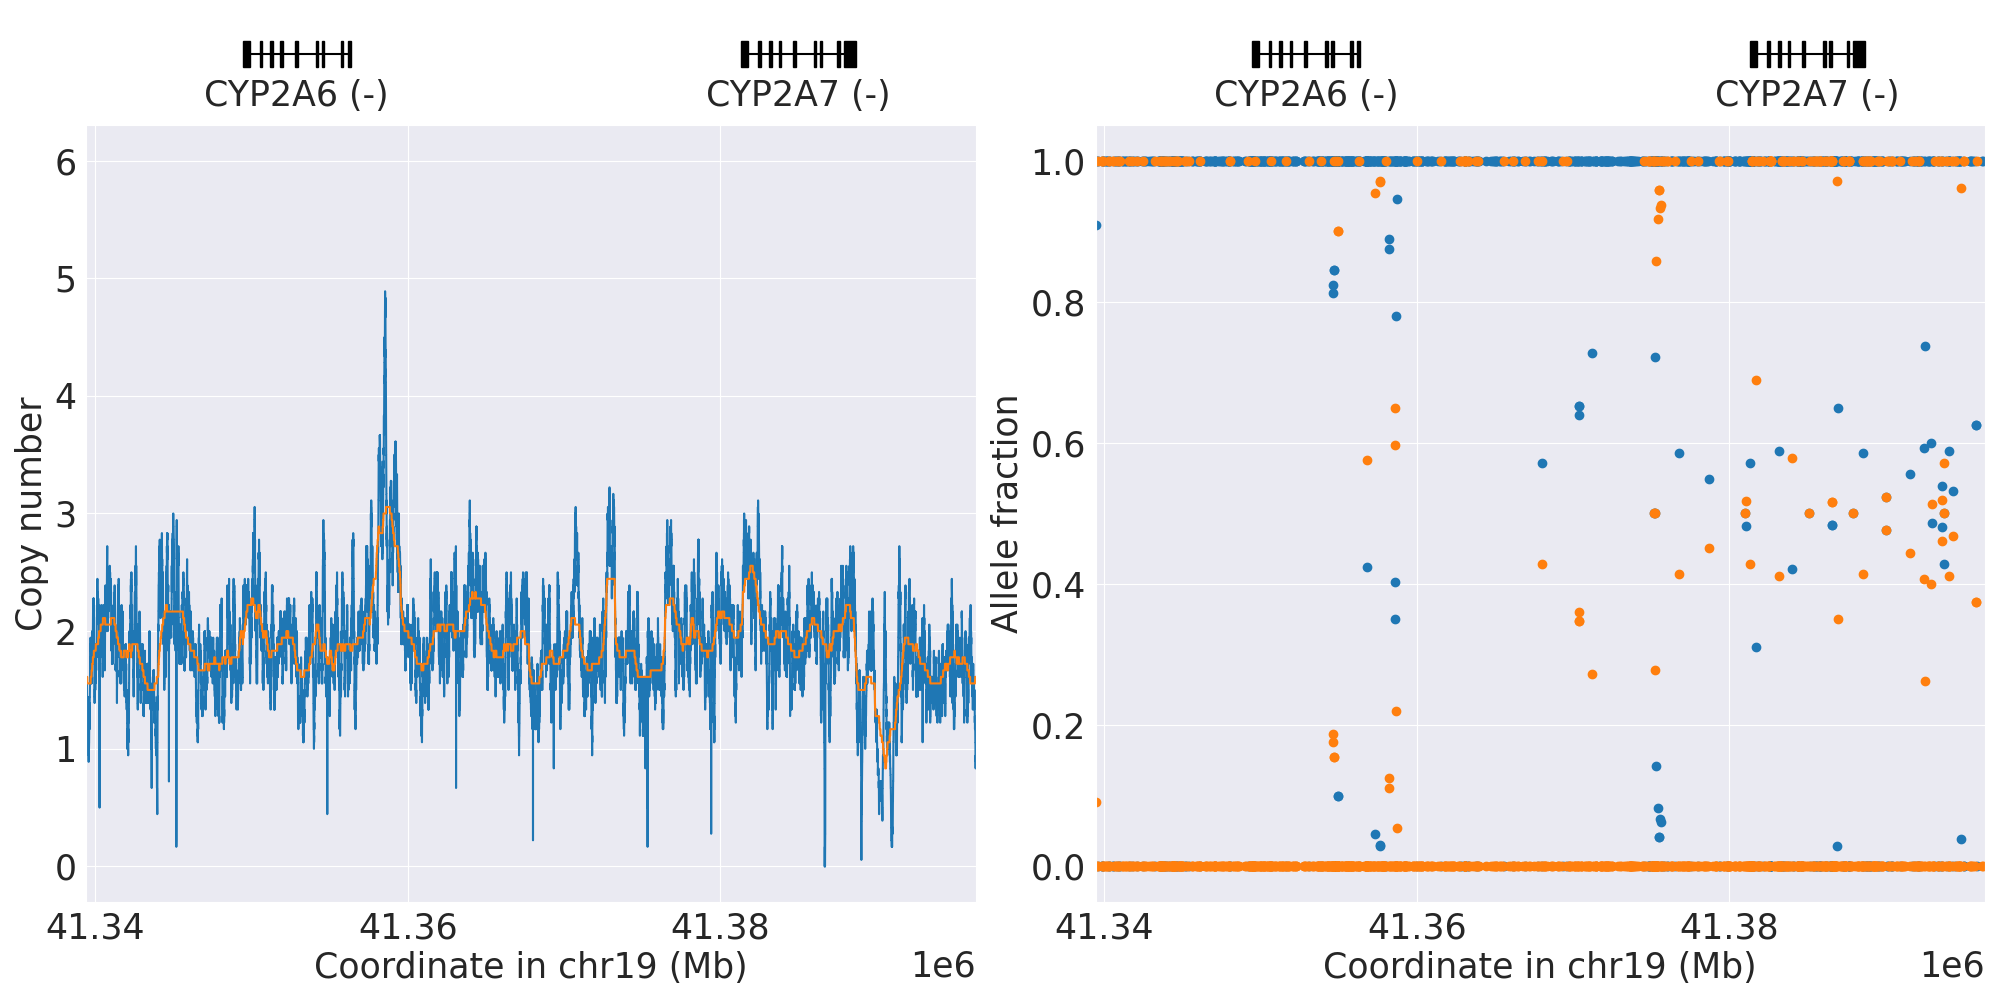 CYP2A6 (-)
CYP2A7 (-)
6
5
4
3
2
1
0
Copy number
41.34
41.36
41.38
Coordinate in chr19 (Mb)
1e6
CYP2A6 (-)
CYP2A7 (-)
1.0
0.8
0.6
0.4
0.2
0.0
Allele fraction
41.34
41.36
41.38
Coordinate in chr19 (Mb)
1e6